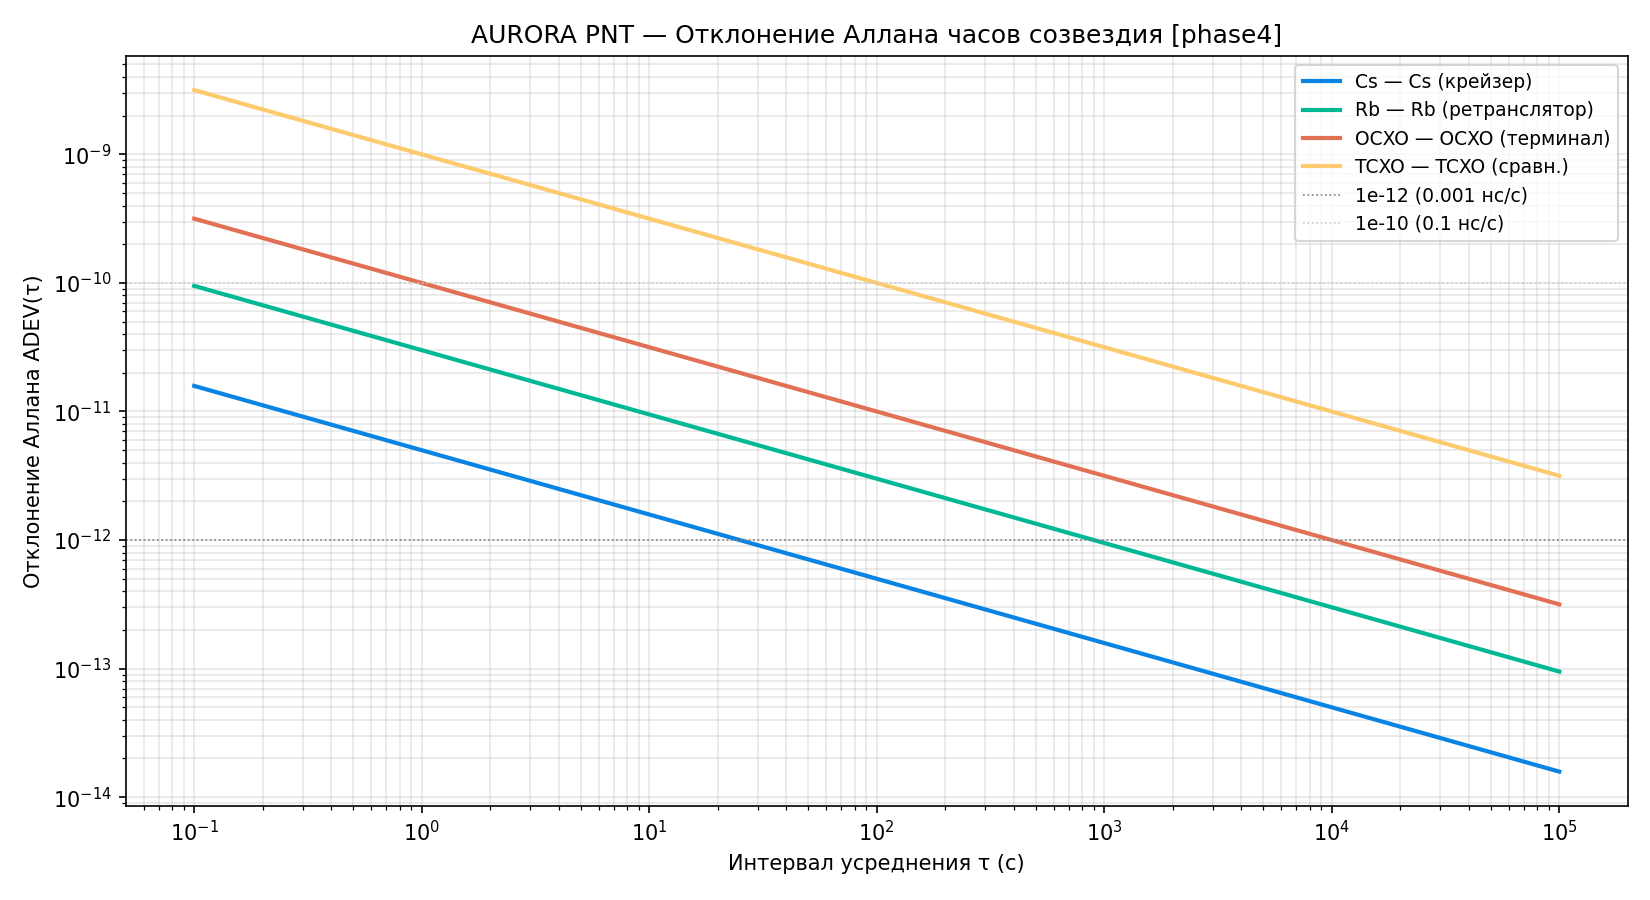 AURORA PNT — Отклонение Аллана часов созвездия [phase4]
Cs — Cs (крейзер)
Rb — Rb (ретранслятор)
OCXO — OCXO (терминал)
TCXO — TCXO (сравн.)
1e-12 (0.001 нс/с)
1e-10 (0.1 нс/с)
Отклонение Аллана ADEV(τ)
10⁻⁹
10⁻¹⁰
10⁻¹¹
10⁻¹²
10⁻¹³
10⁻¹⁴
10⁻¹ 10⁰ 10¹ 10² 10³ 10⁴ 10⁵
Интервал усреднения τ (с)